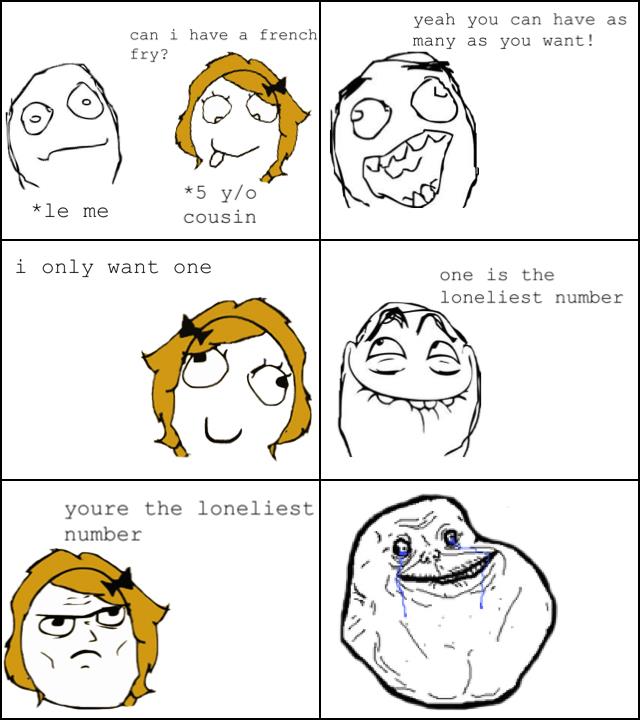 can i have a french
fry?
*le me
*5 y/o
cousin
yeah you can have as
many as you want!
i only want one
one is the
loneliest number
youre the loneliest
number